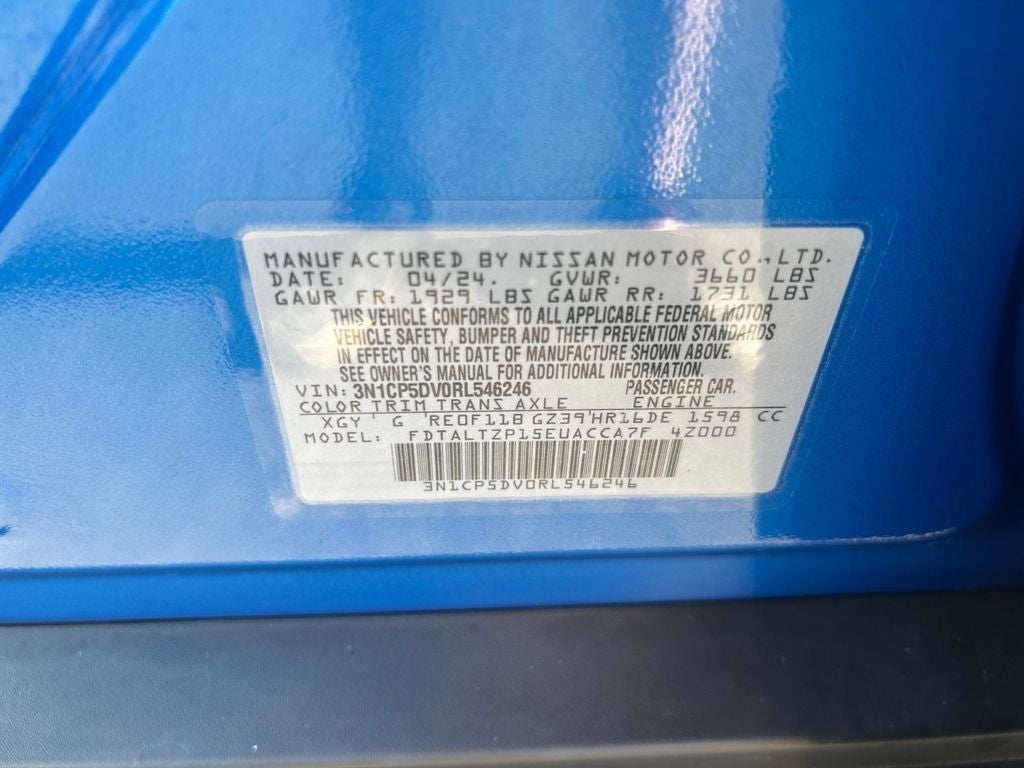 MANUFACTURED BY NISSAN MOTOR CO., LTD.
DATE: 04/24. GVWR: 3660 LBS
GAWR FR: 1929 LBS GAWR RR: 1731 LBS
THIS VEHICLE CONFORMS TO ALL APPLICABLE FEDERAL MOTOR
VEHICLE SAFETY, BUMPER AND THEFT PREVENTION STANDARDS
IN EFFECT ON THE DATE OF MANUFACTURE SHOWN ABOVE.
SEE OWNER'S MANUAL FOR ADDITIONAL INFORMATION.
VIN: 3N1CP5DV0RL546246 PASSENGER CAR.
COLOR TRIM TRANS AXLE ENGINE
XGY G RE0F11B GZ39 HR16DE 1598 CC
MODEL: FDTALTZP15EUACCA7F 4Z000
3N1CP5DV0RL546246